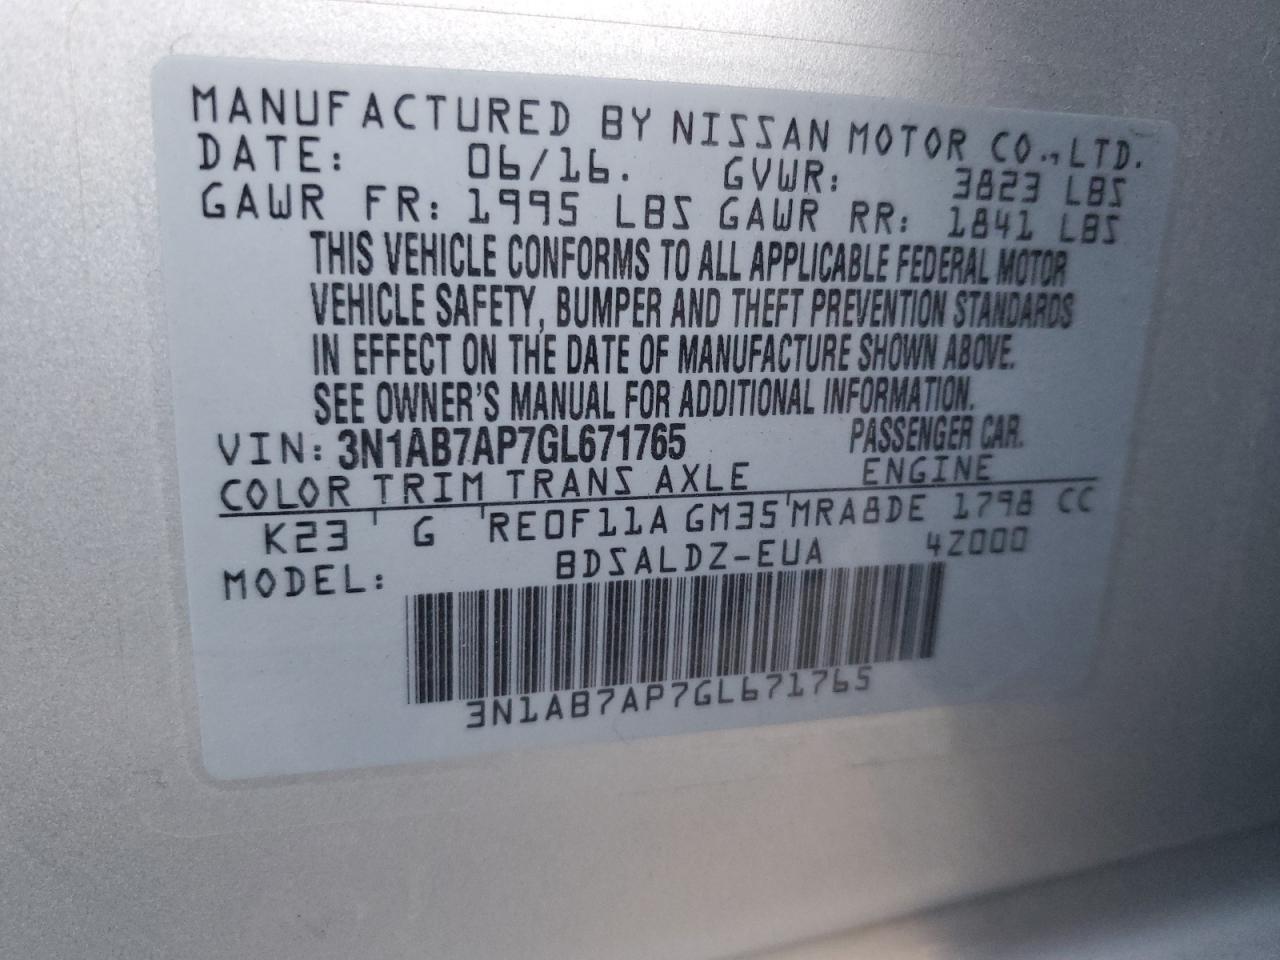 MANUFACTURED BY NISSAN MOTOR CO., LTD.
DATE: 06/16. GVWR: 3823 LBS
GAWR FR: 1995 LBS GAWR RR: 1841 LBS
THIS VEHICLE CONFORMS TO ALL APPLICABLE FEDERAL MOTOR
VEHICLE SAFETY, BUMPER AND THEFT PREVENTION STANDARDS
IN EFFECT ON THE DATE OF MANUFACTURE SHOWN ABOVE.
SEE OWNER'S MANUAL FOR ADDITIONAL INFORMATION.
VIN: 3N1AB7AP7GL671765 PASSENGER CAR.
COLOR TRIM TRANS AXLE ENGINE
K23 G RE0F11A GM35 MRA8DE 1798 CC
MODEL: BDSALDZ-EUA 4Z000
3N1AB7AP7GL671765